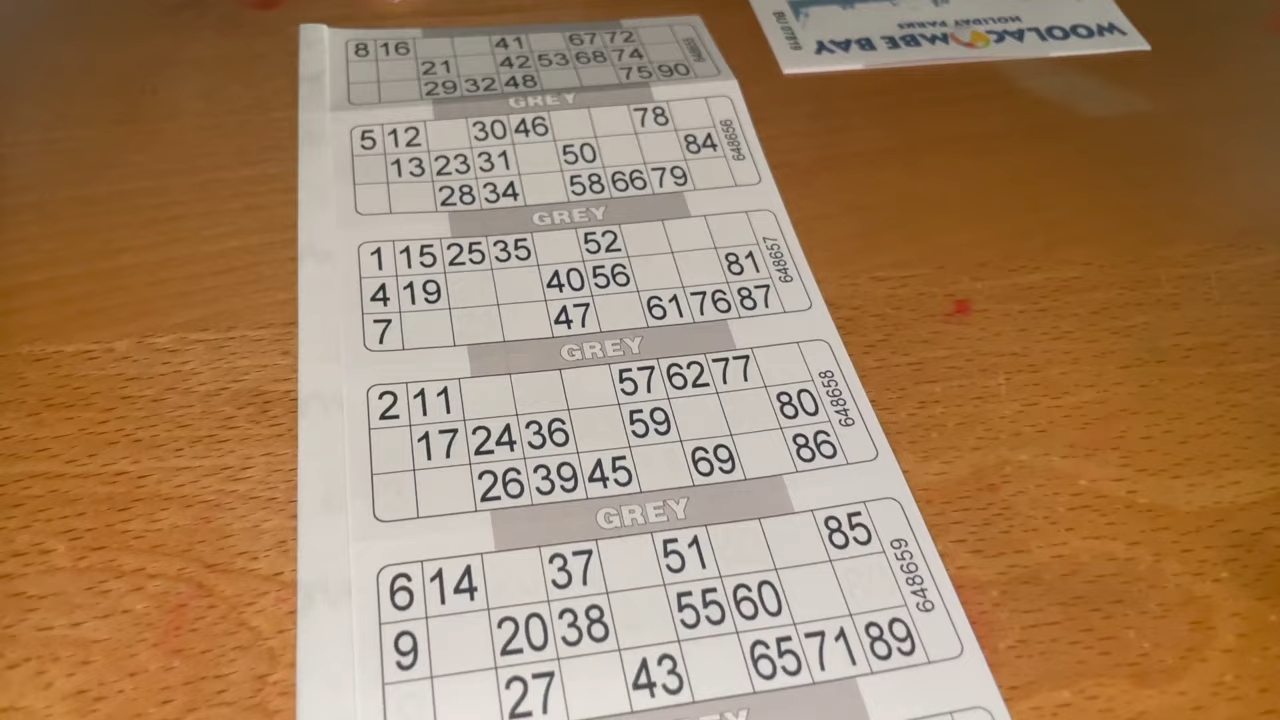 8 16 41 67 72
21 42 53 68 74
29 32 48 75 90
GREY
5 12 30 46 78
13 23 31 50 84
28 34 58 66 79
648656
GREY
1 15 25 35 52
4 19 40 56 81
7 47 61 76 87
648657
GREY
2 11 57 62 77
17 24 36 59 80
26 39 45 69 86
648658
GREY
6 14 37 51 85
9 20 38 55 60
27 43 65 71 89
648659
GREY
WOOLACOMBE BAY
HOLIDAY PARKS